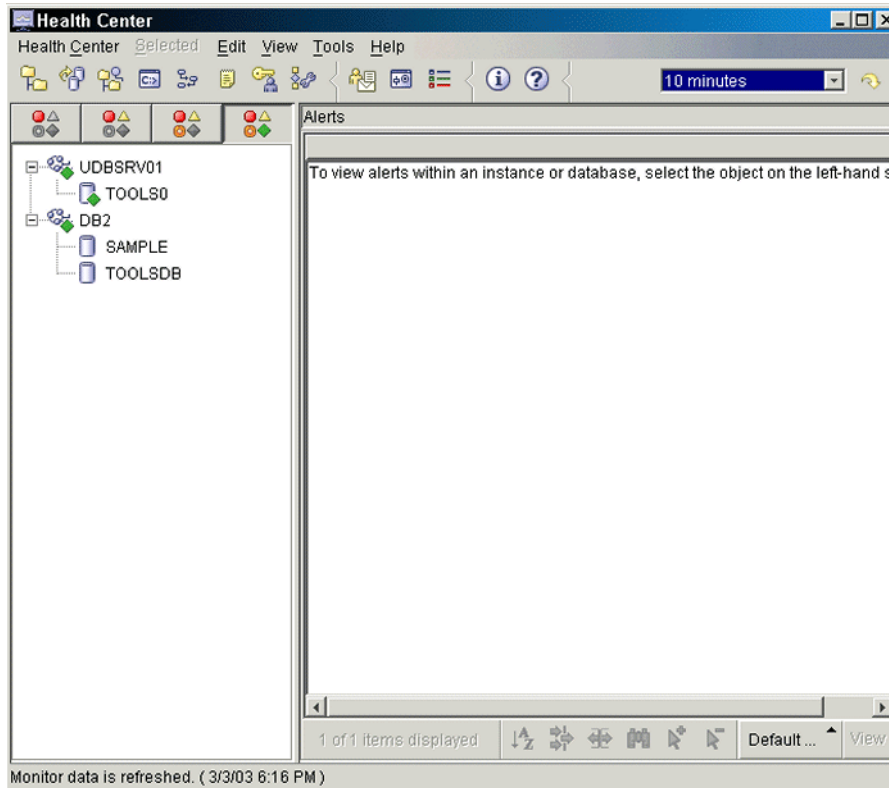 Health Center
Health Center Selected Edit View Tools Help
10 minutes
Alerts
To view alerts within an instance or database, select the object on the left-hand s
UDBSRV01
TOOLS0
DB2
SAMPLE
TOOLSDB
1 of 1 items displayed
Default ...
View
Monitor data is refreshed. ( 3/3/03 6:16 PM )